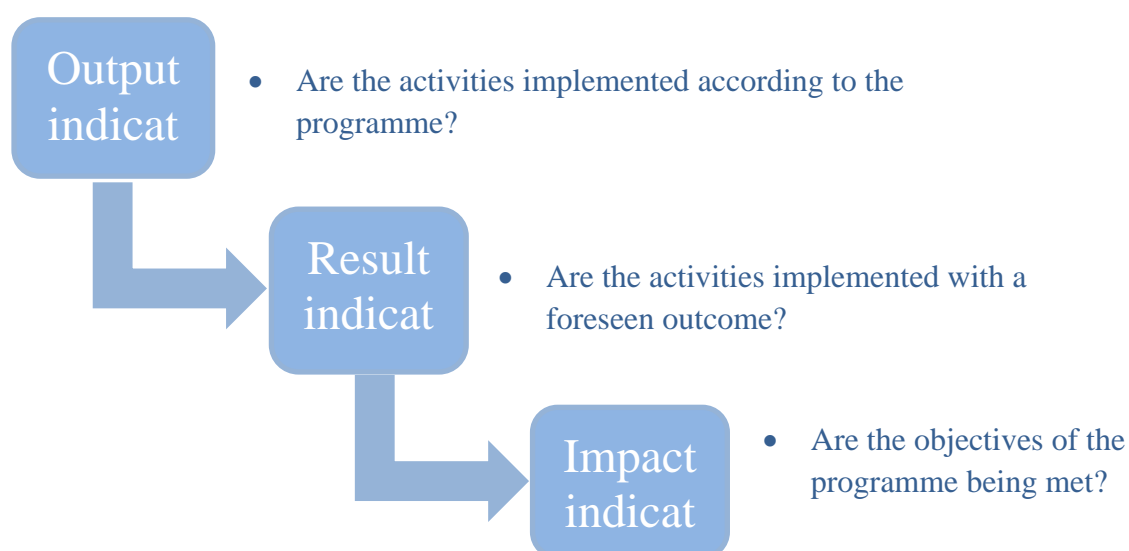 Output
indicat
• Are the activities implemented according to the
programme?
Result
indicat
• Are the activities implemented with a
foreseen outcome?
Impact
indicat
• Are the objectives of the
programme being met?